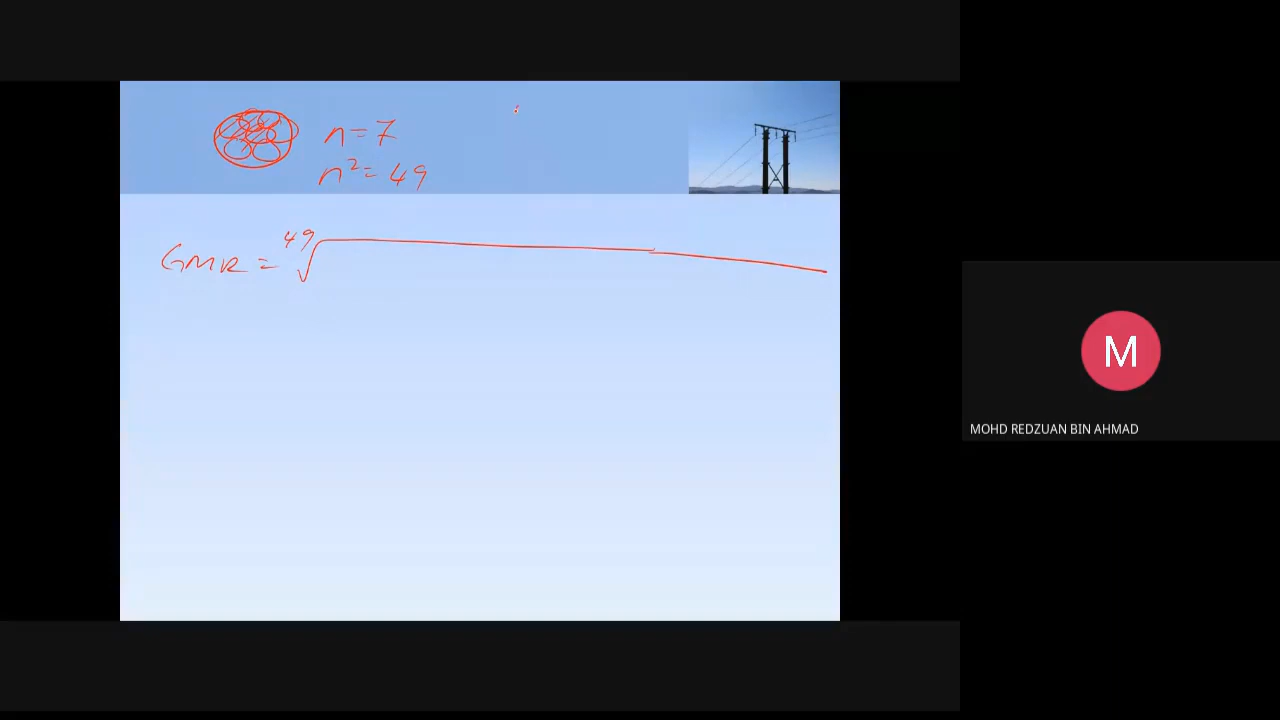 n=7
n²=49
GMR = ⁴⁹√
M
MOHD REDZUAN BIN AHMAD